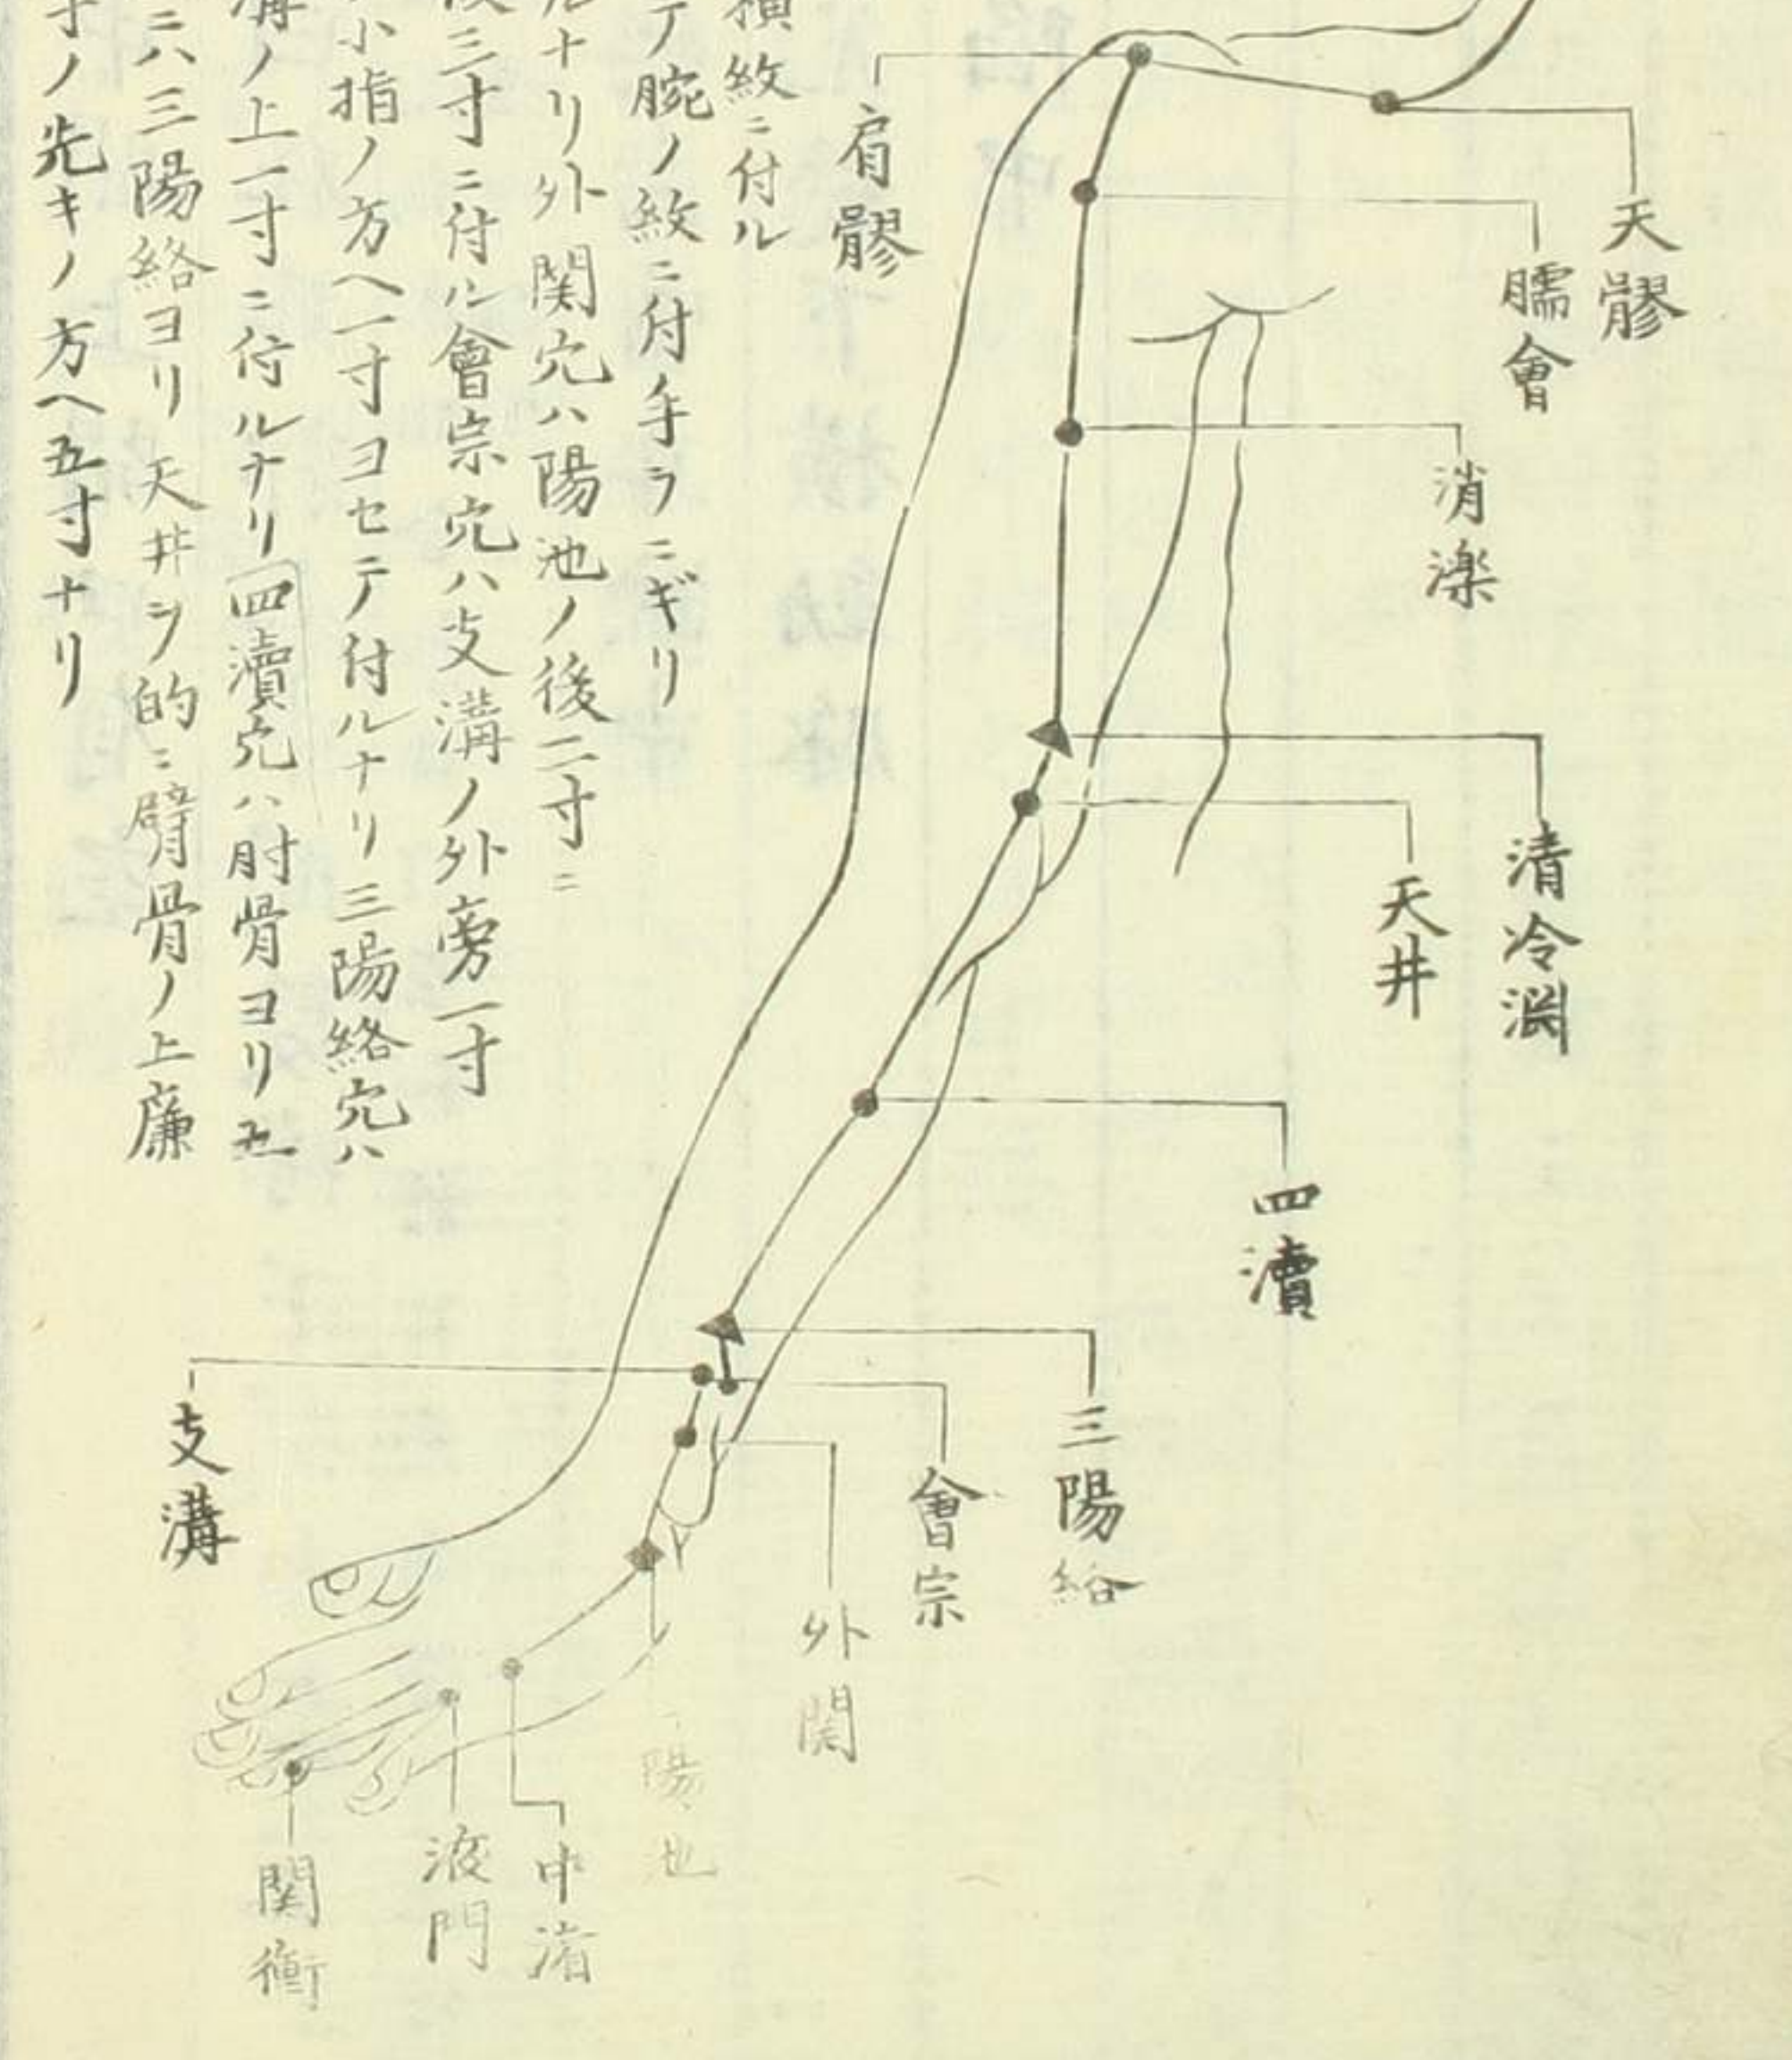 天髎
臑會
消濼
清冷渊
天井
四瀆
三陽絡
會宗
外関
陽池
中渚
液門
関衝
支溝
肩髎
横紋ニ付ル
テ腕ノ紋ニ付手ヲニギリ
ルナリ外関穴ハ陽池ノ後二寸ニ
後三寸ニ付ル會宗穴ハ支溝ノ外旁一寸
小指ノ方ヘ一寸ヨセテ付ルナリ三陽絡穴ハ
溝ノ上一寸ニ付ルナリ四瀆穴ハ肘骨ヨリ五
ニハ三陽絡ヨリ天井ヲ的ニ臂骨ノ上廉
ノ先キノ方ヘ五寸ナリ